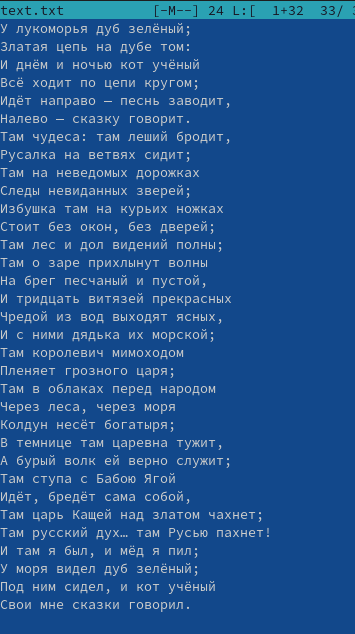 text.txt [-M--] 24 L:[ 1+32 33/
У лукоморья дуб зелёный;
Златая цепь на дубе том:
И днём и ночью кот учёный
Всё ходит по цепи кругом;
Идёт направо — песнь заводит,
Налево — сказку говорит.
Там чудеса: там леший бродит,
Русалка на ветвях сидит;
Там на неведомых дорожках
Следы невиданных зверей;
Избушка там на курьих ножках
Стоит без окон, без дверей;
Там лес и дол видений полны;
Там о заре прихлынут волны
На брег песчаный и пустой,
И тридцать витязей прекрасных
Чредой из вод выходят ясных,
И с ними дядька их морской;
Там королевич мимоходом
Пленяет грозного царя;
Там в облаках перед народом
Через леса, через моря
Колдун несёт богатыря;
В темнице там царевна тужит,
А бурый волк ей верно служит;
Там ступа с Бабою Ягой
Идёт, бредёт сама собой,
Там царь Кащей над златом чахнет;
Там русский дух… там Русью пахнет!
И там я был, и мёд я пил;
У моря видел дуб зелёный;
Под ним сидел, и кот учёный
Свои мне сказки говорил.